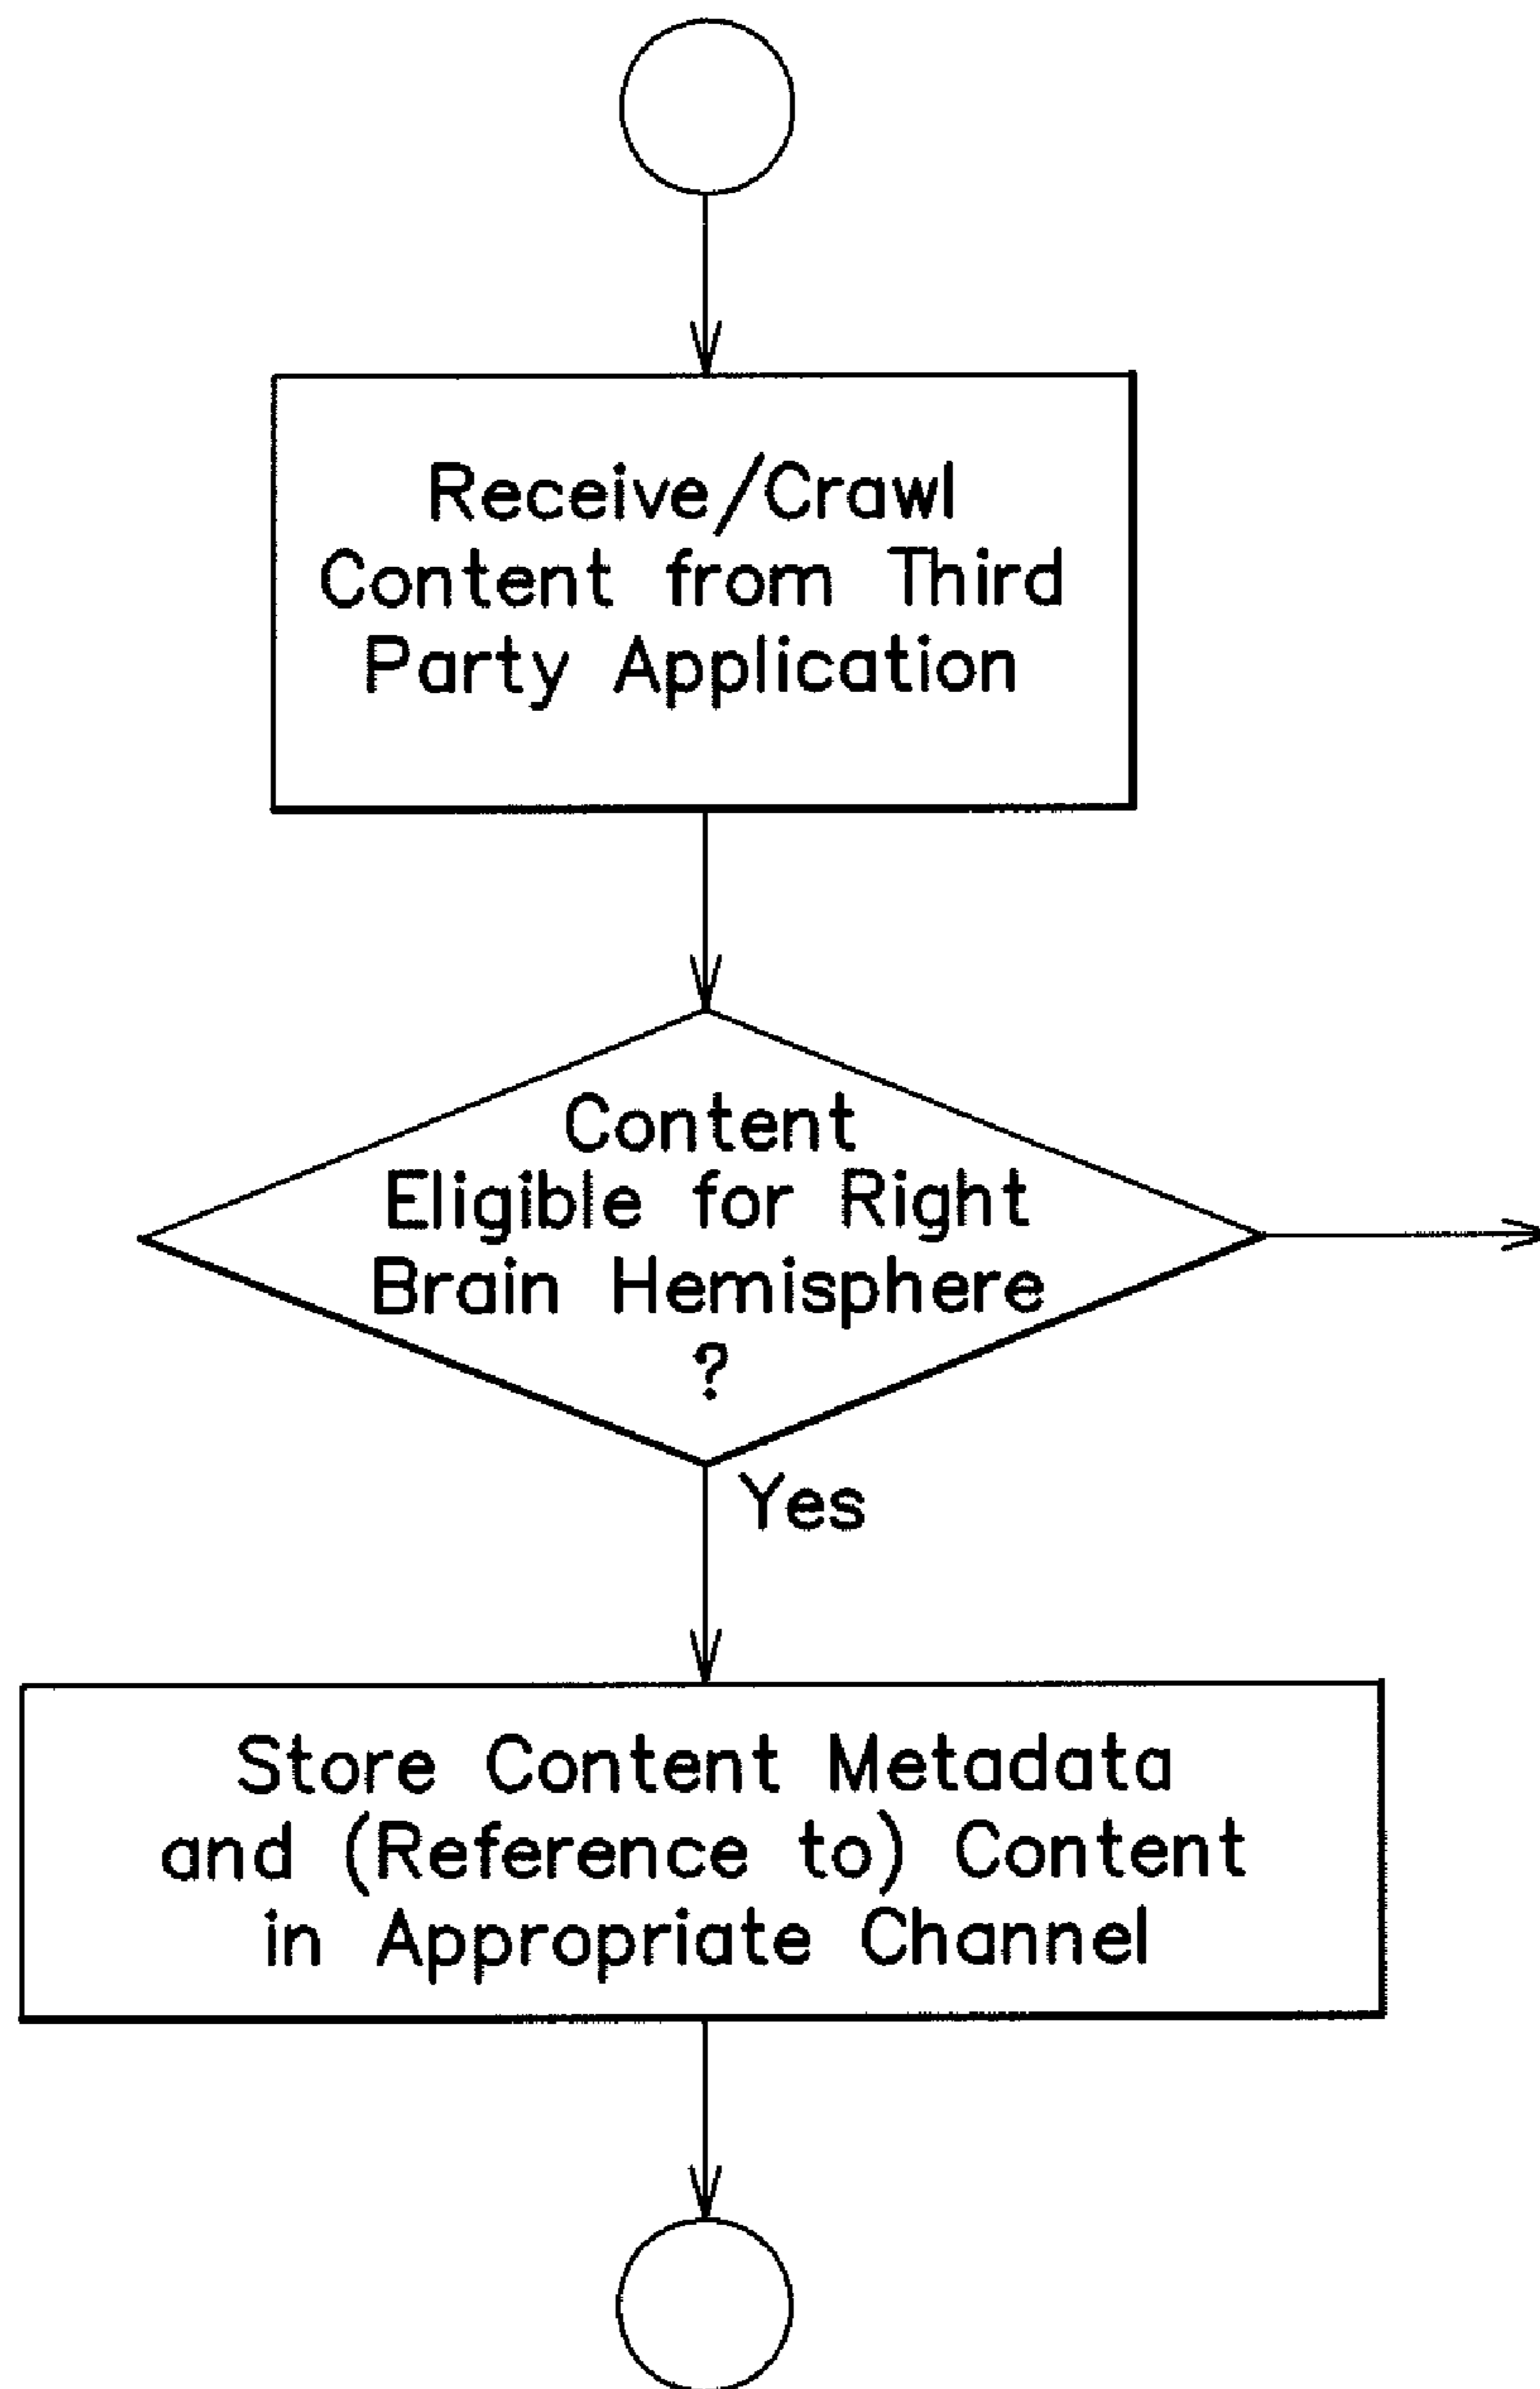 Receive/Crawl
Content from Third
Party Application
Content
Eligible for Right
Brain Hemisphere
?
Yes
Store Content Metadata
and (Reference to) Content
in Appropriate Channel